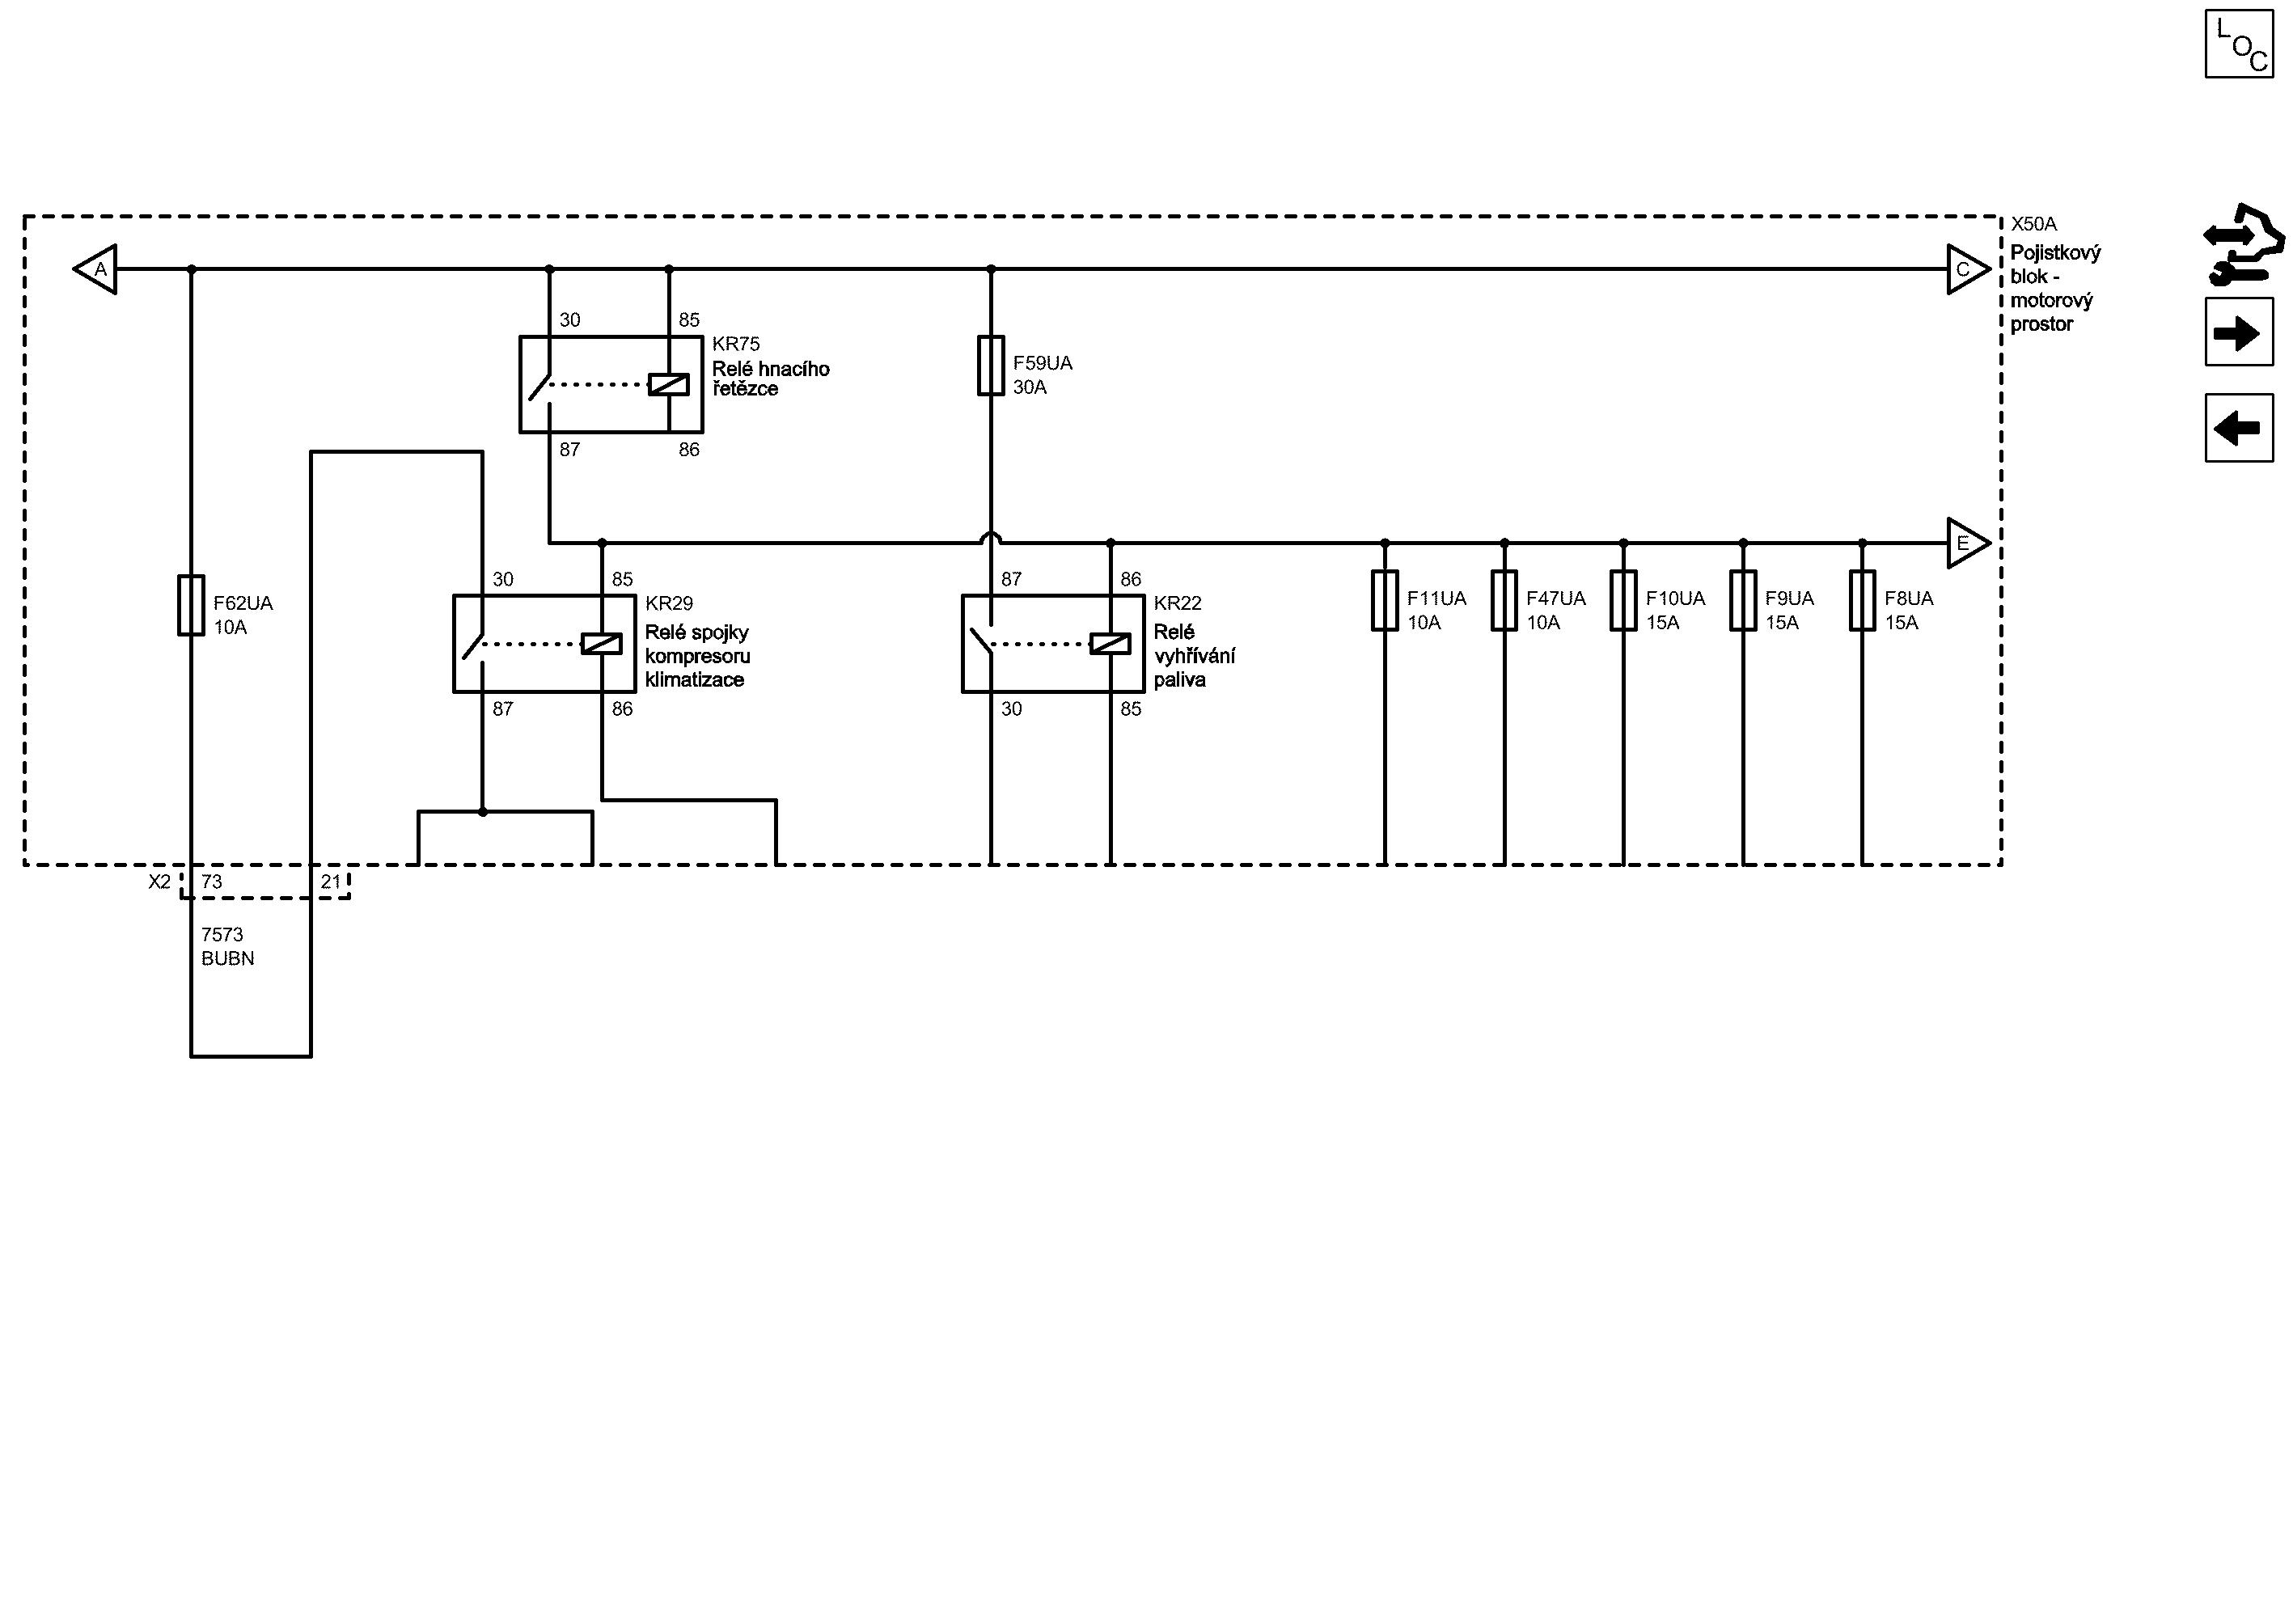 LOC
X50A
Pojistkový
blok -
motorový
prostor
A
C
30
85
KR75
Relé hnacího
řetězce
87
86
F59UA
30A
E
F62UA
10A
30
85
KR29
Relé spojky
kompresoru
klimatizace
87
86
87
86
KR22
Relé
vyhřívání
paliva
30
85
F11UA
10A
F47UA
10A
F10UA
15A
F9UA
15A
F8UA
15A
X2
73
21
7573
BUBN